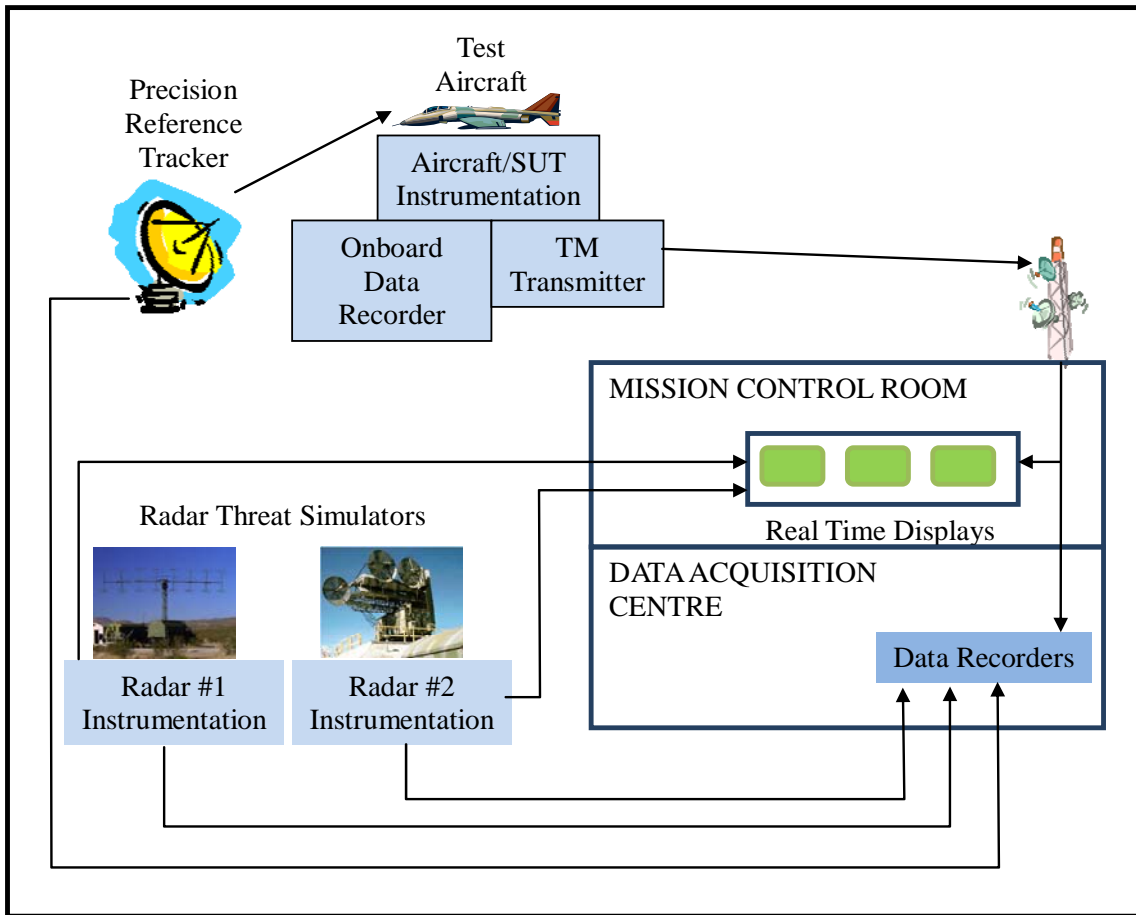 Test
Aircraft
Precision
Reference
Tracker
Aircraft/SUT
Instrumentation
Onboard
Data
Recorder
TM
Transmitter
MISSION CONTROL ROOM
Real Time Displays
Radar Threat Simulators
DATA ACQUISITION
CENTRE
Data Recorders
Radar #1
Instrumentation
Radar #2
Instrumentation